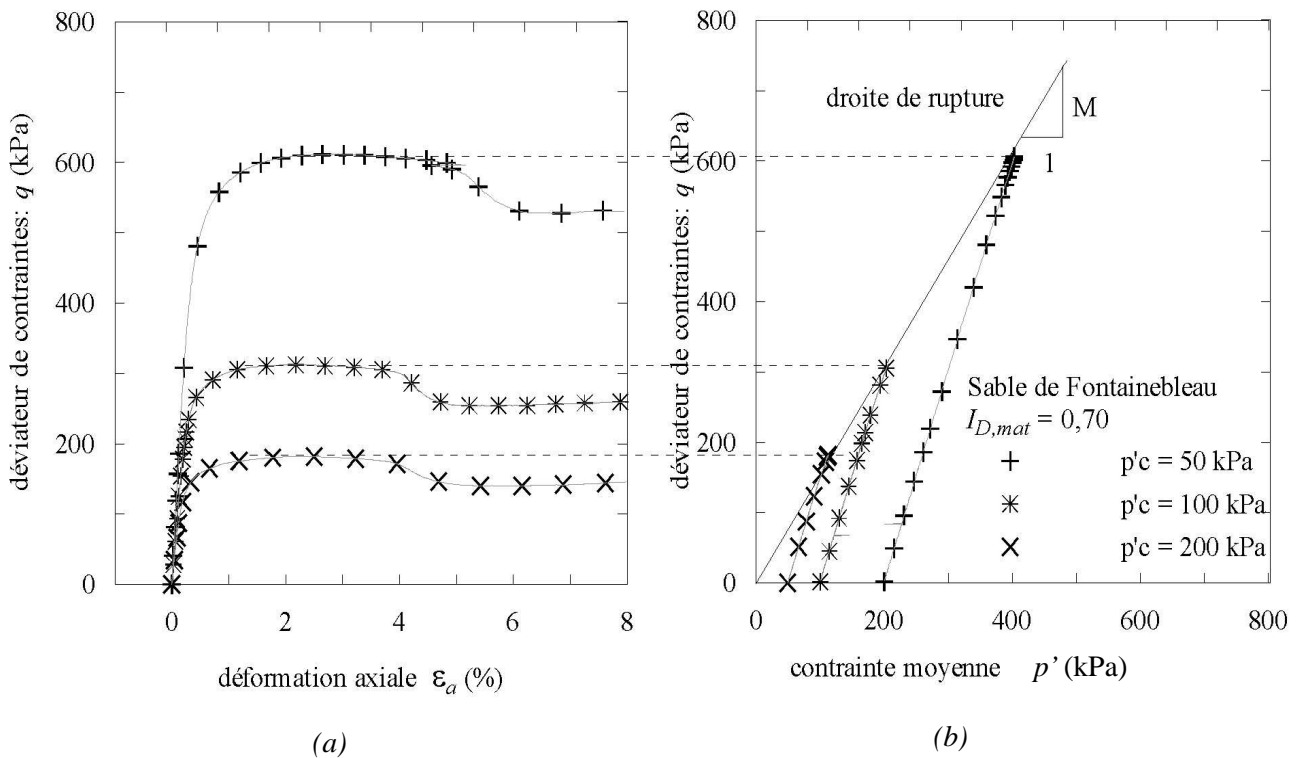 800
600
400
200
0
déviateur de contraintes: q (kPa)
0
2
4
6
8
déformation axiale εa (%)
(a)
800
600
400
200
0
déviateur de contraintes: q (kPa)
droite de rupture
M
1
Sable de Fontainebleau
ID,mat = 0,70
p'c = 50 kPa
p'c = 100 kPa
p'c = 200 kPa
0
200
400
600
800
contrainte moyenne p' (kPa)
(b)